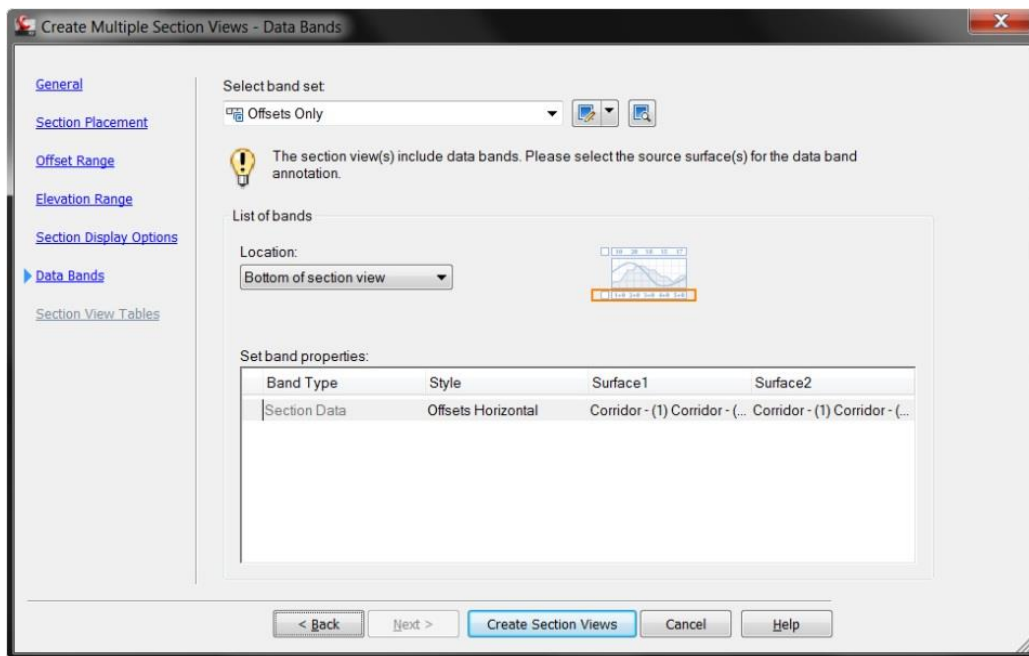 Create Multiple Section Views - Data Bands
General
Section Placement
Offset Range
Elevation Range
Section Display Options
Data Bands
Section View Tables
Select band set:
Offsets Only
The section view(s) include data bands. Please select the source surface(s) for the data band
annotation.
List of bands
Location:
Bottom of section view
Set band properties:
Band Type Style Surface1 Surface2
Section Data Offsets Horizontal Corridor - (1) Corridor - (... Corridor - (1) Corridor - (...
< Back Next > Create Section Views Cancel Help